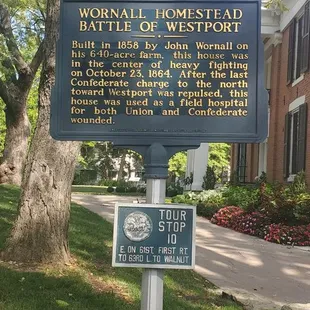 WORNALL HOMESTEAD
BATTLE OF WESTPORT
Built in 1858 by John Wornall on
his 640-acre farm, this house was
in the center of heavy fighting
on October 23, 1864. After the last
Confederate charge to the north
toward Westport was repulsed, this
house was used as a field hospital
for both Union and Confederate
wounded.
TOUR
STOP
10
E ON 61ST, FIRST RT
TO 63RD L TO WALNUT